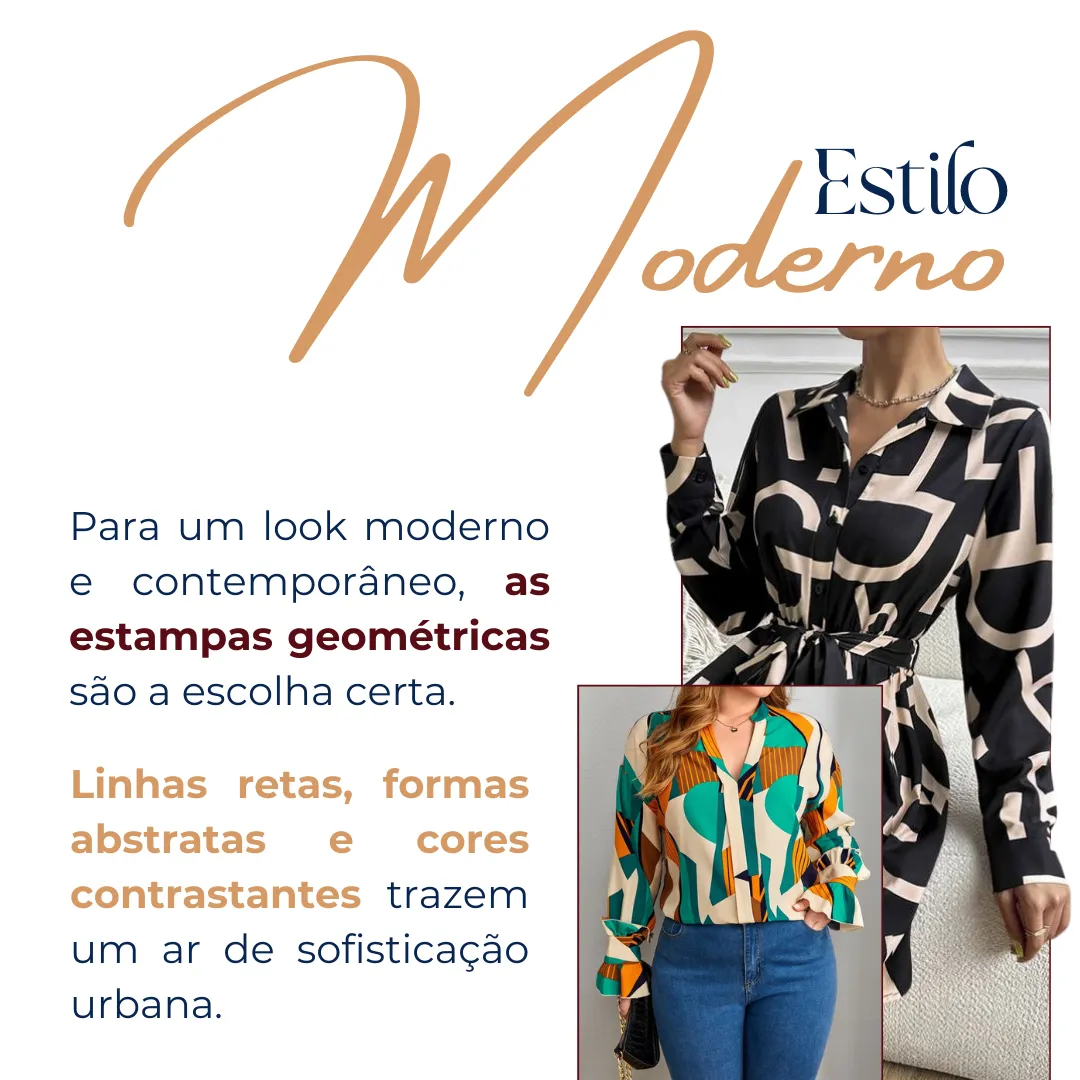 Estilo
Moderno
Para um look moderno
e contemporâneo, as
estampas geométricas
são a escolha certa.
Linhas retas, formas
abstratas e cores
contrastantes trazem
um ar de sofisticação
urbana.